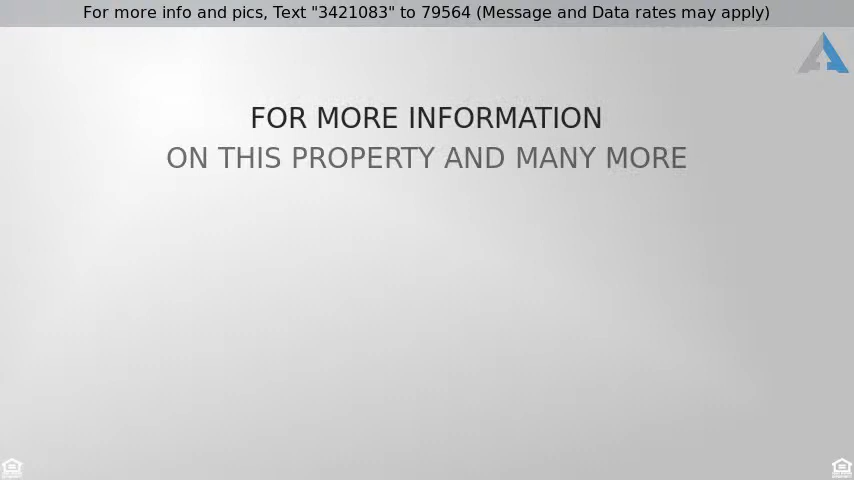 For more info and pics, Text "3421083" to 79564 (Message and Data rates may apply)
FOR MORE INFORMATION
ON THIS PROPERTY AND MANY MORE